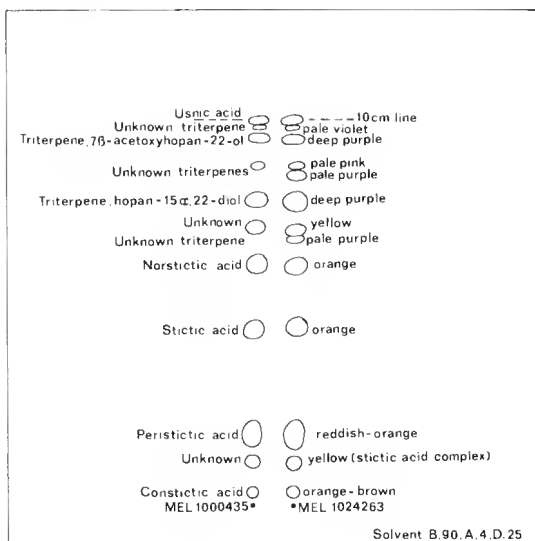 Usnic acid 10cm line
Unknown triterpene pale violet
Triterpene, 7β-acetoxyhopan-22-ol deep purple
pale pink
Unknown triterpenes pale purple
Triterpene, hopan-15α,22-diol deep purple
Unknown yellow
Unknown triterpene pale purple
Norstictic acid orange
Stictic acid orange
Peristictic acid reddish-orange
Unknown yellow (stictic acid complex)
Constictic acid orange-brown
MEL 1000435 MEL 1024263
Solvent B.90, A.4, D.25